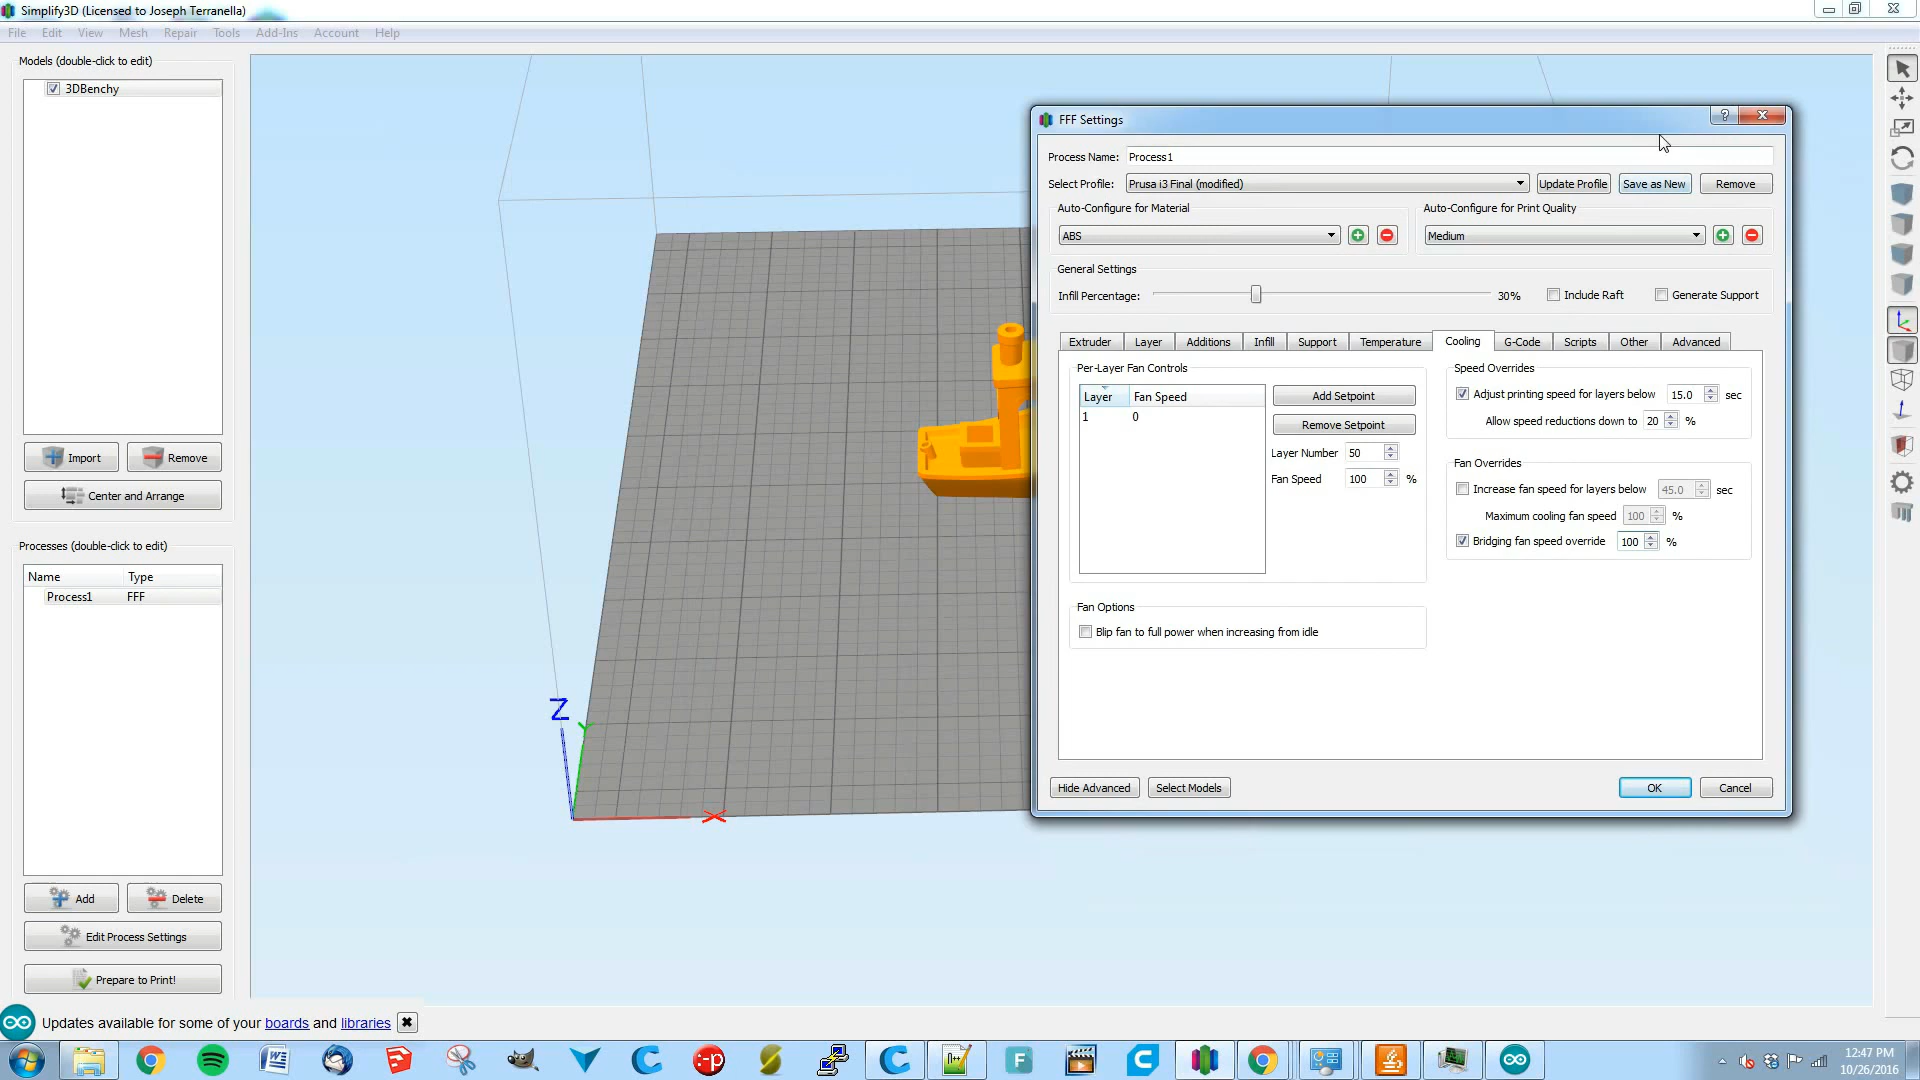 Simplify3D (Licensed to Joseph Terranella)
File Edit View Mesh Repair Tools Add-Ins Account Help
Models (double-click to edit)
3DBenchy
Import Remove
Center and Arrange
Processes (double-click to edit)
Name Type
Process1 FFF
Add Delete
Edit Process Settings
Prepare to Print!
Z
Y
X
FFF Settings
?
Process Name: Process1
Select Profile: Prusa i3 Final (modified) Update Profile Save as New Remove
Auto-Configure for Material Auto-Configure for Print Quality
ABS Medium
General Settings
Infill Percentage: 30% Include Raft Generate Support
Extruder Layer Additions Infill Support Temperature Cooling G-Code Scripts Other Advanced
Per-Layer Fan Controls
Layer Fan Speed
1 0
Add Setpoint
Remove Setpoint
Layer Number 50
Fan Speed 100 %
Speed Overrides
Adjust printing speed for layers below 15.0 sec
Allow speed reductions down to 20 %
Fan Overrides
Increase fan speed for layers below 45.0 sec
Maximum cooling fan speed 100 %
Bridging fan speed override 100 %
Fan Options
Blip fan to full power when increasing from idle
Hide Advanced Select Models OK Cancel
Updates available for some of your boards and libraries
12:47 PM
10/26/2016